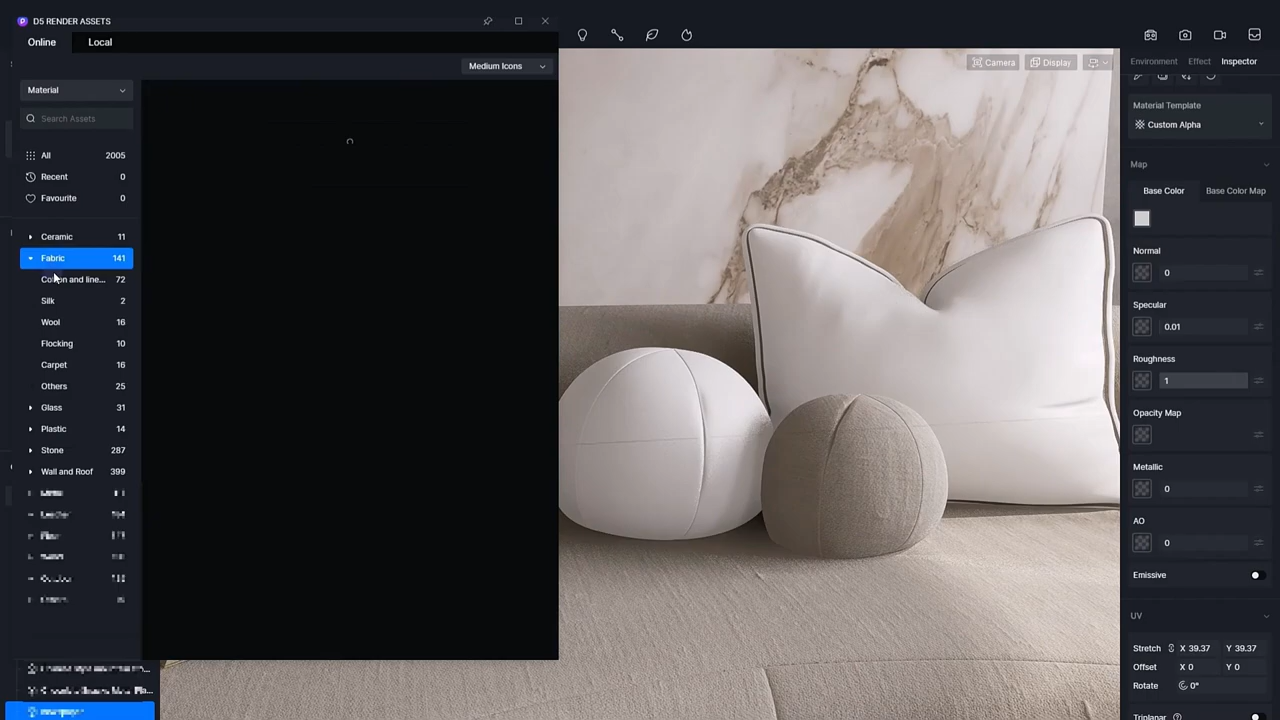 D5 RENDER ASSETS
Online
Local
Medium Icons
Material
Search Assets
All 2005
Recent 0
Favourite 0
Ceramic 11
Fabric 141
Cotton and line... 72
Silk 2
Wool 16
Flocking 10
Carpet 16
Others 25
Glass 31
Plastic 14
Stone 287
Wall and Roof 399
Camera
Display
Environment
Effect
Inspector
Material Template
Custom Alpha
Map
Base Color
Base Color Map
Normal
0
Specular
0.01
Roughness
1
Opacity Map
Metallic
0
AO
0
Emissive
UV
Stretch X 39.37 Y 39.37
Offset X 0 Y 0
Rotate 0°
Triplanar